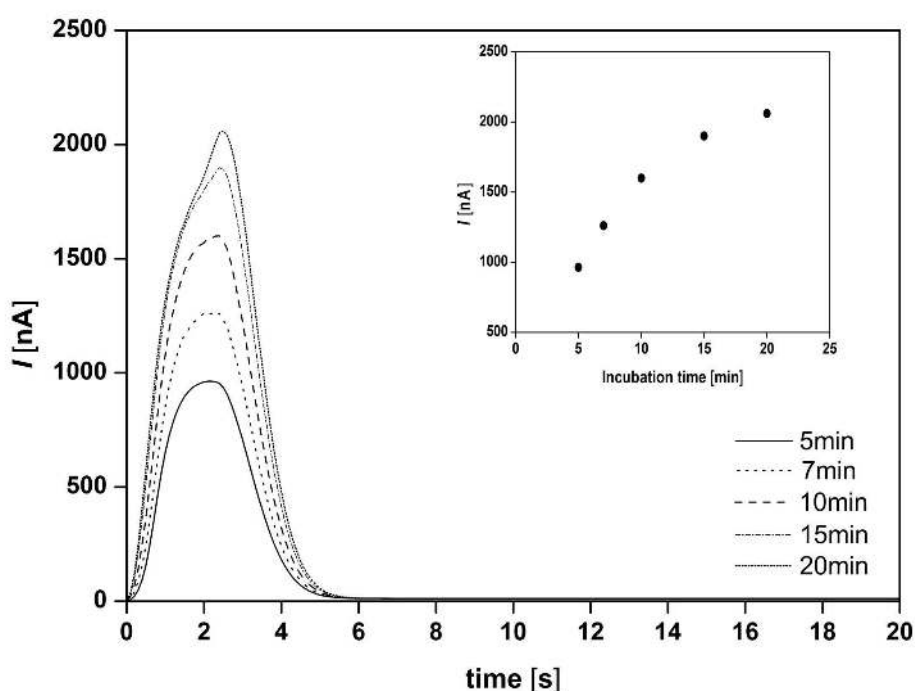 2500
2000
1500
1000
500
0
I [nA]
0 2 4 6 8 10 12 14 16 18 20
time [s]
2500
2000
1500
1000
500
I [nA]
0 5 10 15 20 25
Incubation time [min]
5min
7min
10min
15min
20min